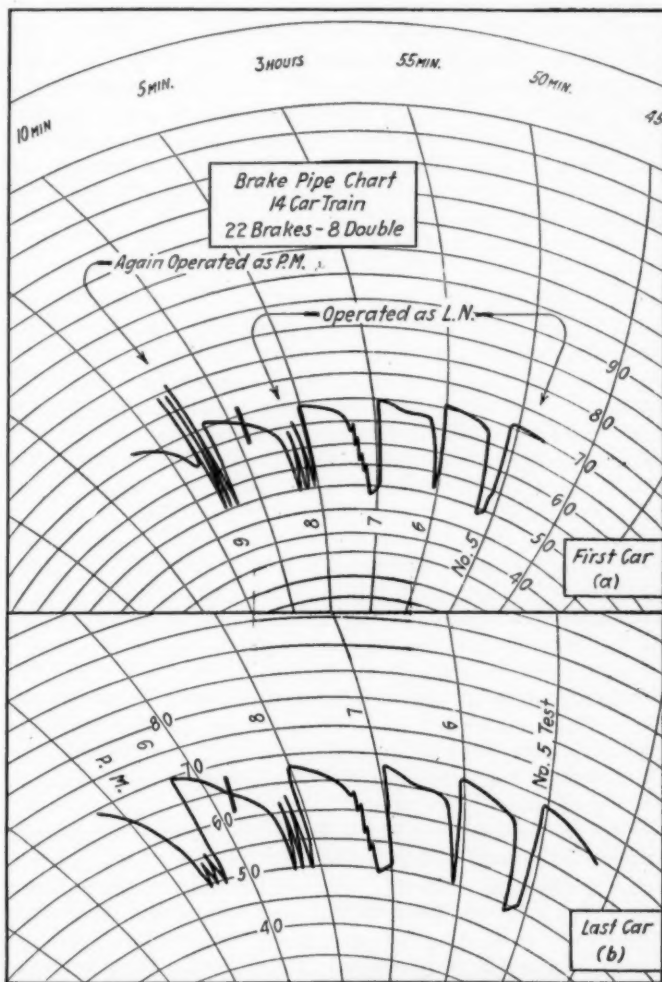 10 MIN
5 MIN.
3 HOURS
55 MIN.
50 MIN.
45
Brake Pipe Chart
14 Car Train
22 Brakes - 8 Double
Again Operated as P.M.
Operated as L.N.
90
80
70
60
50
40
9
8
7
6
No. 5
First Car
(a)
80
70
60
50
40
P. M.
9
8
7
6
No. 5 Test
Last Car
(b)